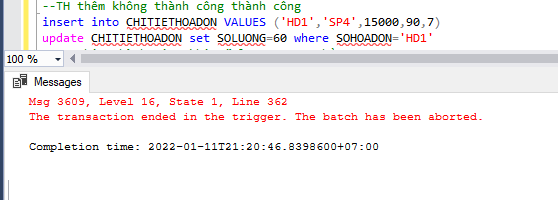 --TH thêm không thành công thành công
insert into CHITIETHOADON VALUES ('HD1','SP4',15000,90,7)
update CHITIETHOADON set SOLUONG=60 where SOHOADON='HD1'
100 %
Messages
Msg 3609, Level 16, State 1, Line 362
The transaction ended in the trigger. The batch has been aborted.
Completion time: 2022-01-11T21:20:46.8398600+07:00